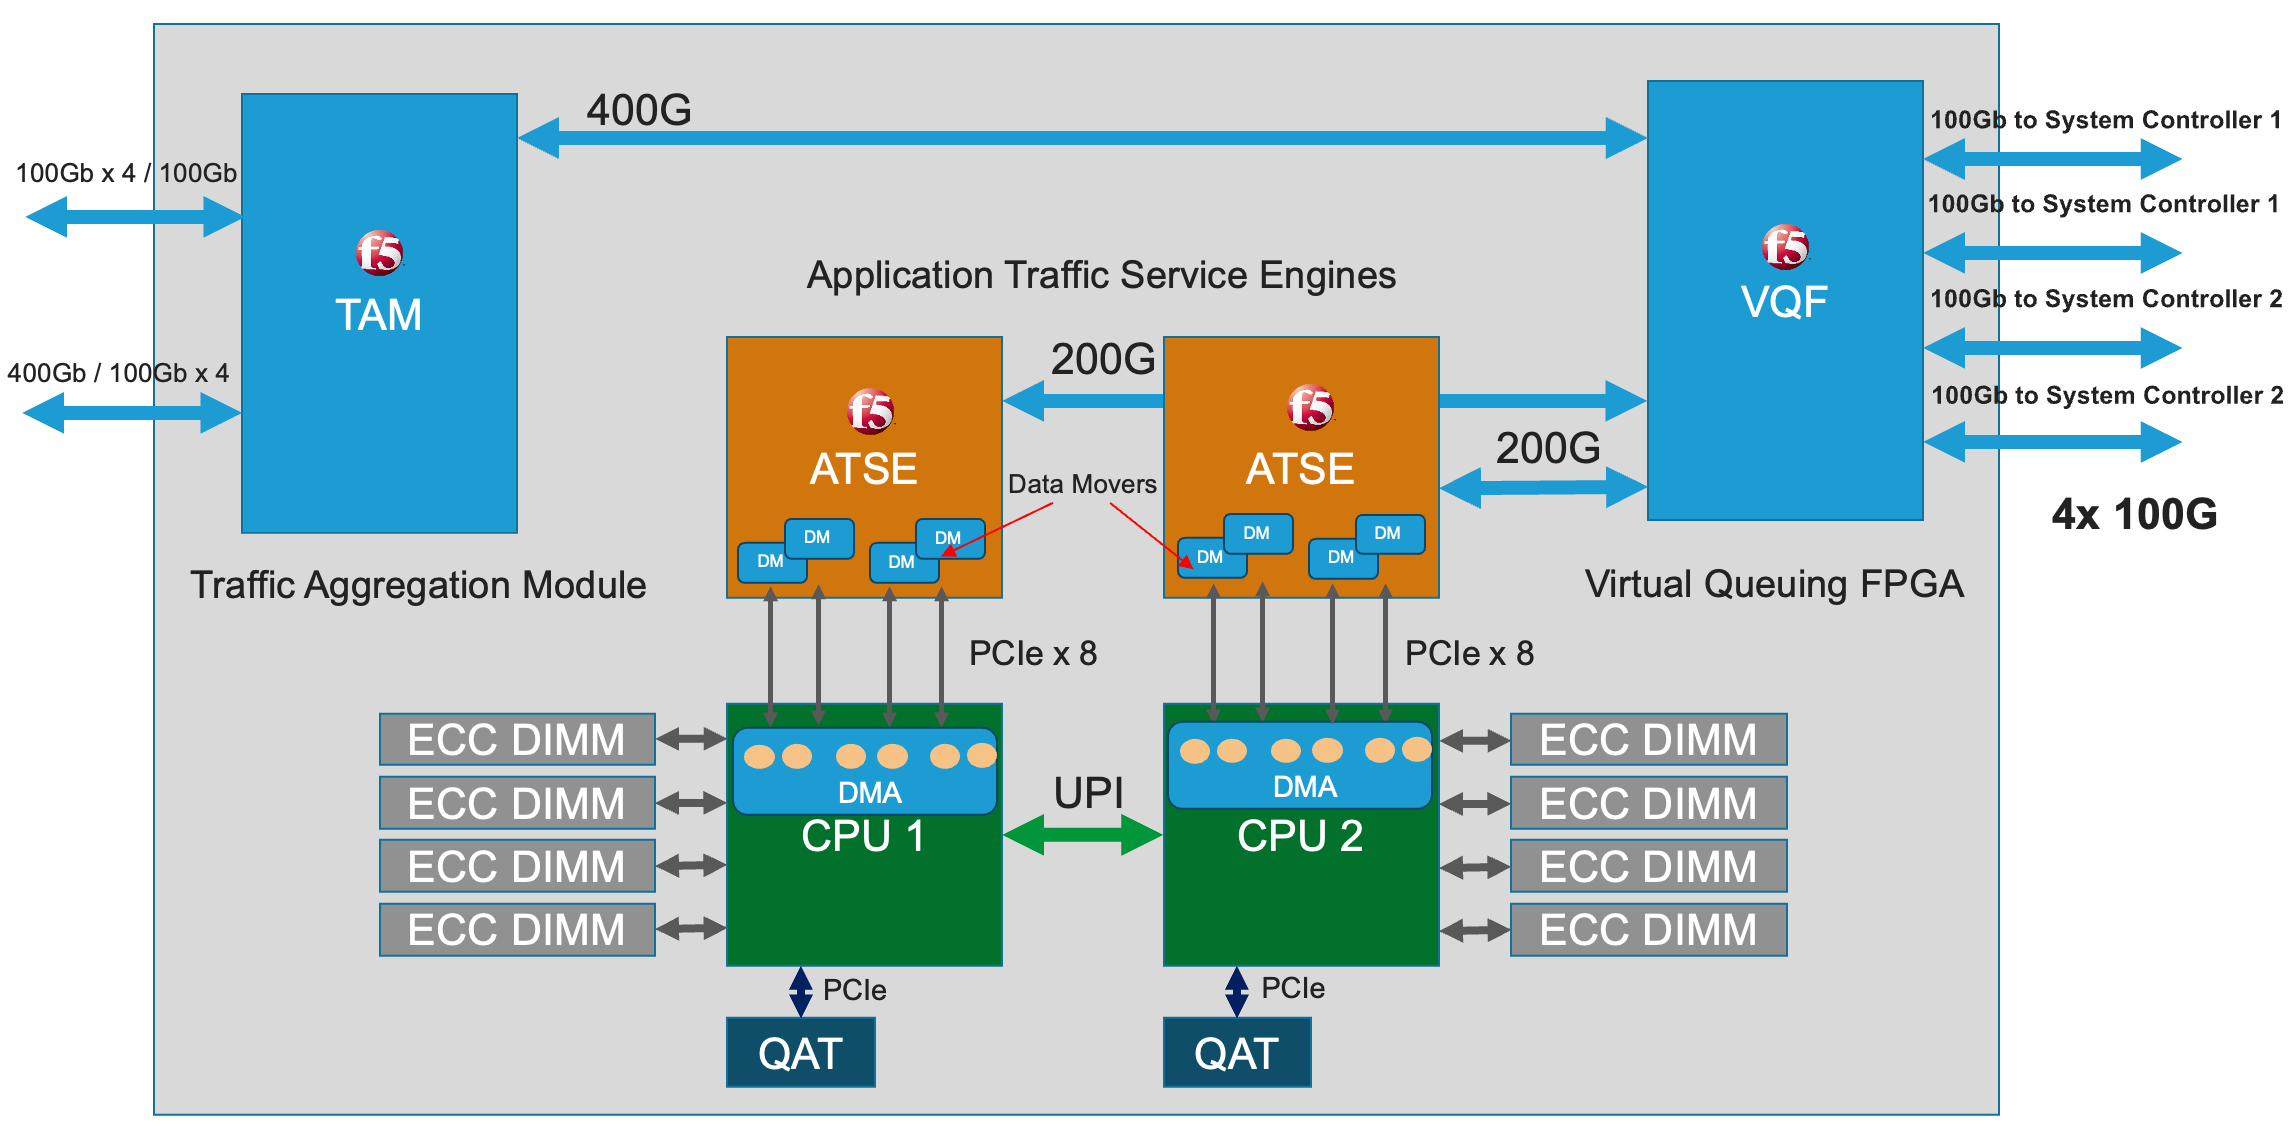 400G
100Gb to System Controller 1
100Gb x 4 / 100Gb
100Gb to System Controller 1
f5
TAM
f5
VQF
Application Traffic Service Engines
100Gb to System Controller 2
400Gb / 100Gb x 4
200G
100Gb to System Controller 2
f5
ATSE
f5
ATSE
200G
Data Movers
4x 100G
DM
DM
DM
DM
DM
DM
DM
DM
Traffic Aggregation Module
Virtual Queuing FPGA
PCIe x 8
PCIe x 8
ECC DIMM
ECC DIMM
ECC DIMM
ECC DIMM
DMA
CPU 1
UPI
DMA
CPU 2
ECC DIMM
ECC DIMM
ECC DIMM
ECC DIMM
PCIe
PCIe
QAT
QAT